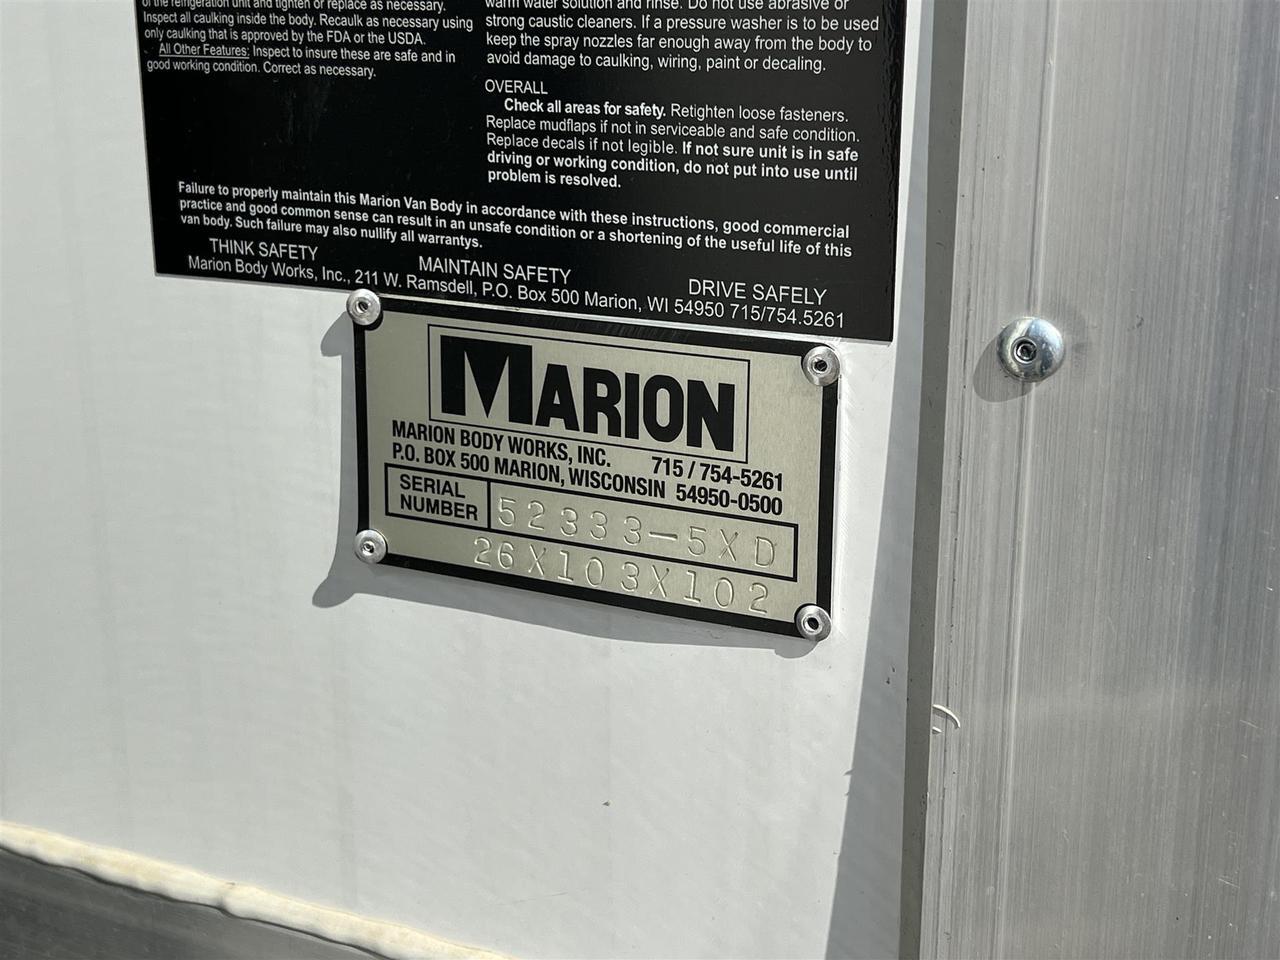 of the refrigeration unit and tighten or replace as necessary.
Inspect all caulking inside the body. Recaulk as necessary using
only caulking that is approved by the FDA or the USDA.
All Other Features: Inspect to insure these are safe and in
good working condition. Correct as necessary.
warm water solution and rinse. Do not use abrasive or
strong caustic cleaners. If a pressure washer is to be used
keep the spray nozzles far enough away from the body to
avoid damage to caulking, wiring, paint or decaling.
OVERALL
Check all areas for safety. Retighten loose fasteners.
Replace mudflaps if not in serviceable and safe condition.
Replace decals if not legible. If not sure unit is in safe
driving or working condition, do not put into use until
problem is resolved.
Failure to properly maintain this Marion Van Body in accordance with these instructions, good commercial
practice and good common sense can result in an unsafe condition or a shortening of the useful life of this
van body. Such failure may also nullify all warrantys.
THINK SAFETY MAINTAIN SAFETY DRIVE SAFELY
Marion Body Works, Inc., 211 W. Ramsdell, P.O. Box 500 Marion, WI 54950 715/754.5261
MARION
MARION BODY WORKS, INC. 715 / 754-5261
P.O. BOX 500 MARION, WISCONSIN 54950-0500
SERIAL
NUMBER
52333-5XD
26X103X102